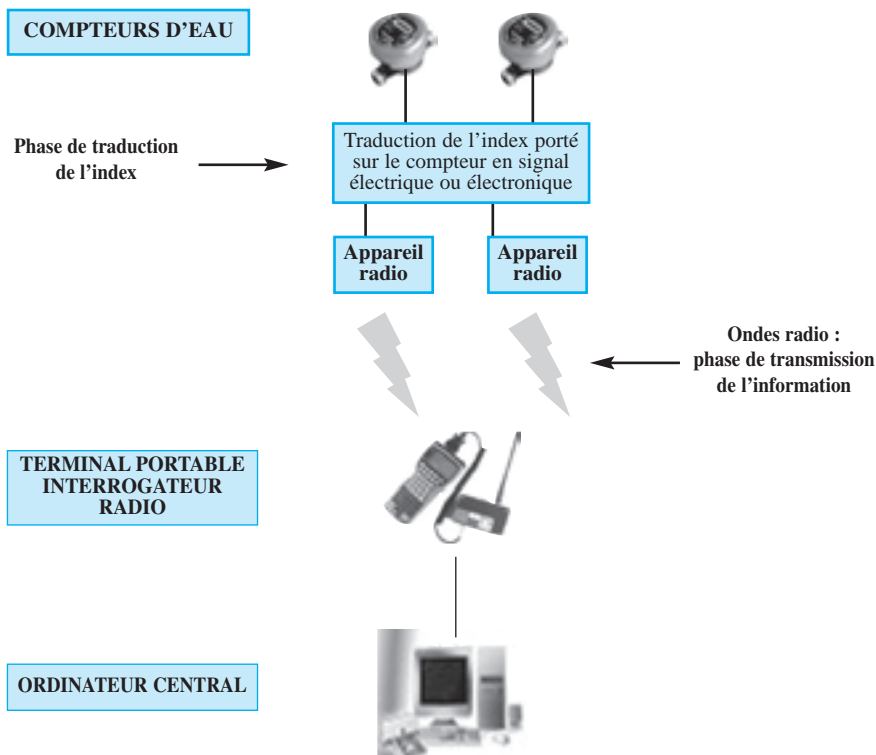 COMPTEURS D’EAU
Phase de traduction
de l’index
Traduction de l’index porté
sur le compteur en signal
électrique ou électronique
Appareil
radio
Appareil
radio
Ondes radio :
phase de transmission
de l’information
TERMINAL PORTABLE
INTERROGATEUR
RADIO
ORDINATEUR CENTRAL